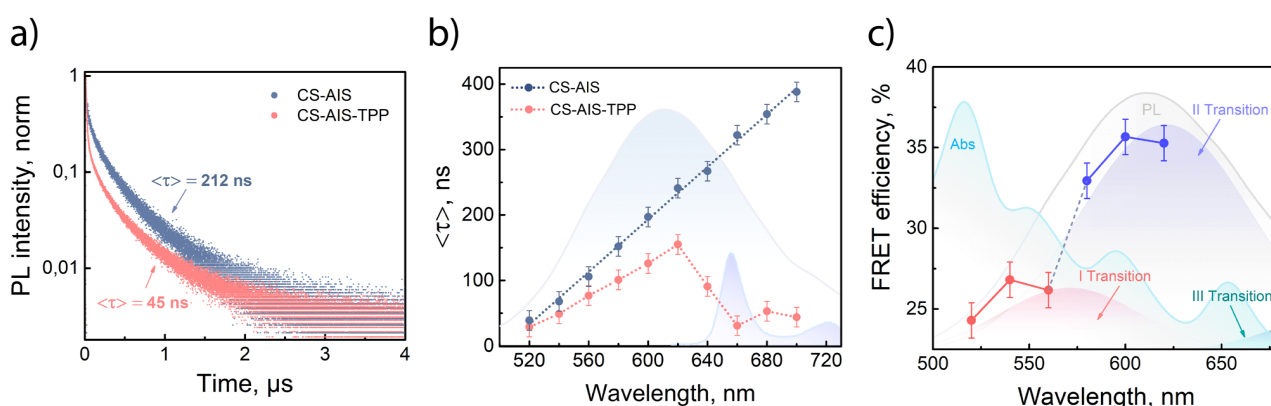 a)
PL intensity, norm
1
0,1
0,01
CS-AIS
CS-AIS-TPP
<τ> = 212 ns
<τ> = 45 ns
0 1 2 3 4
Time, µs
b)
<τ>, ns
400
300
200
100
00
CS-AIS
CS-AIS-TPP
520 560 600 640 680 720
Wavelength, nm
c)
FRET efficiency, %
40
35
30
25
Abs
PL
II Transition
I Transition
III Transition
500 550 600 650
Wavelength, nm